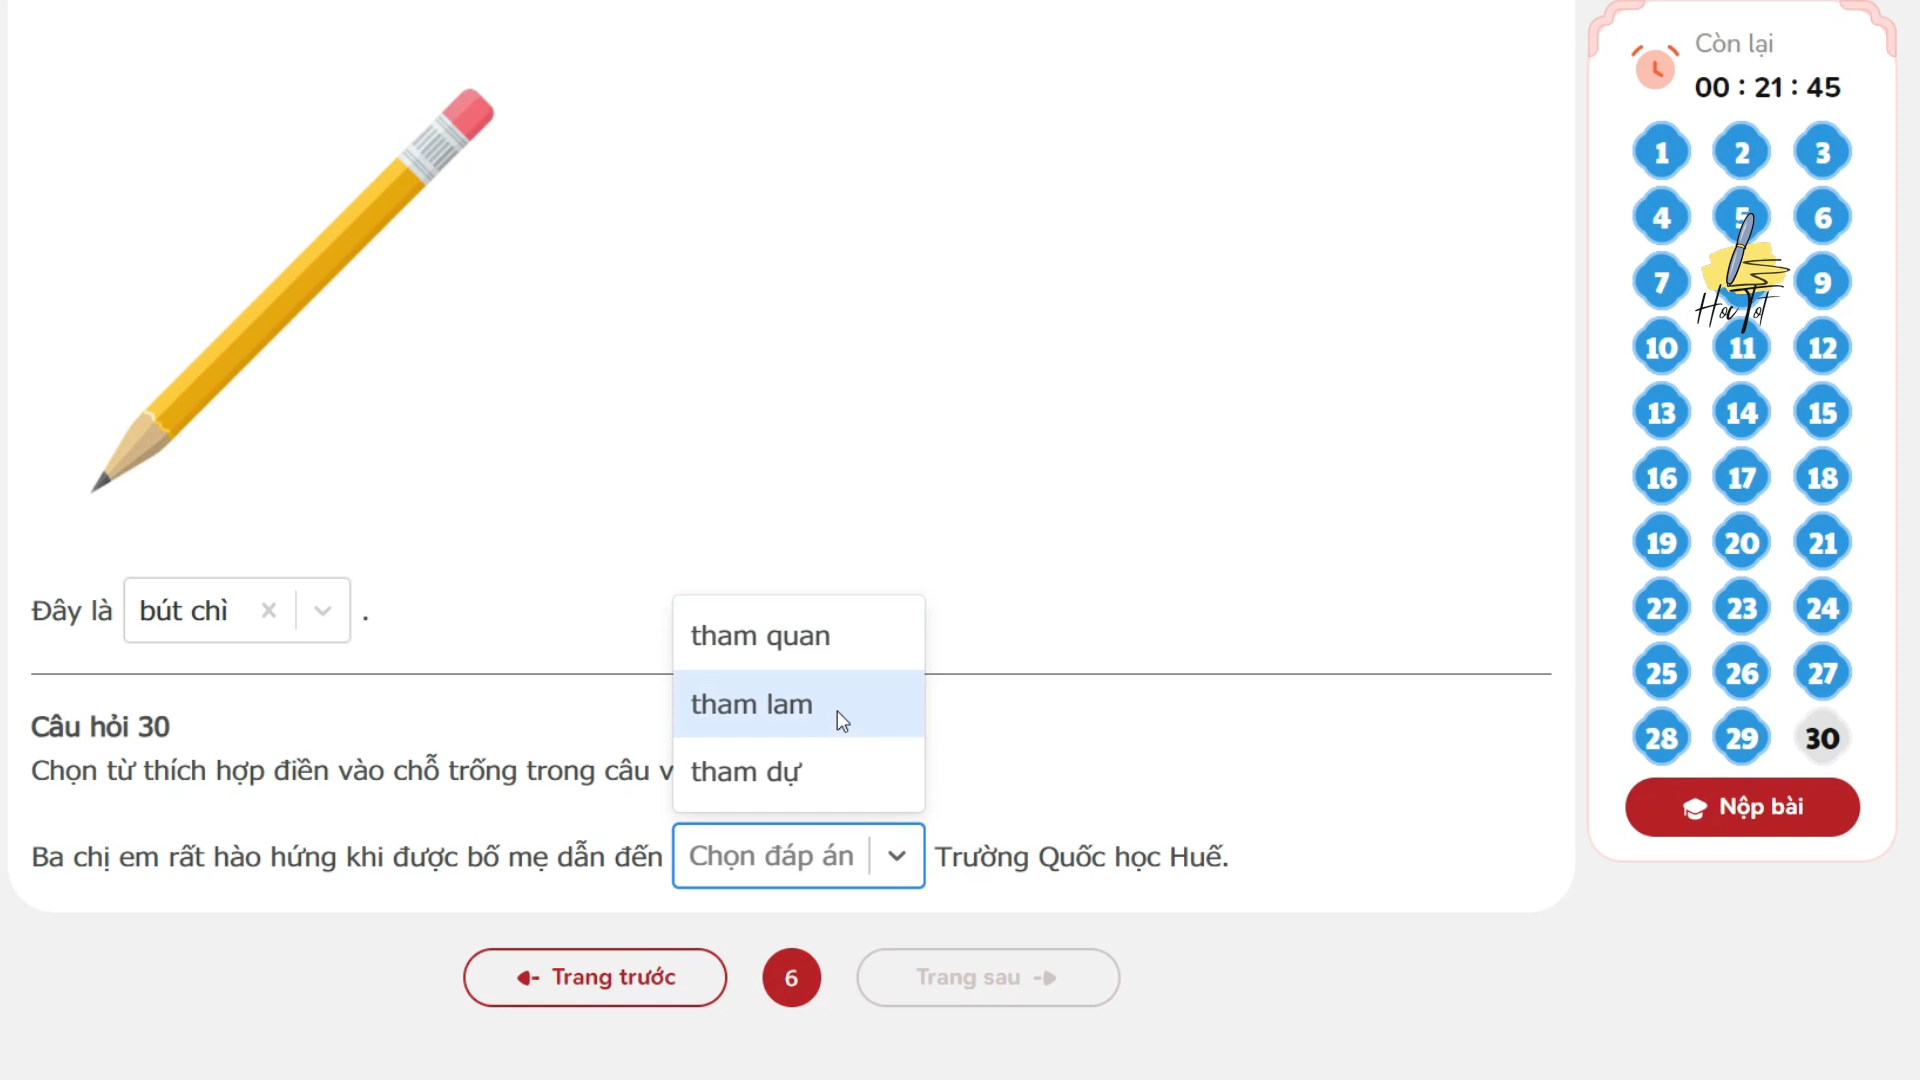 Còn lại
00 : 21 : 45
1 2 3
4 5 6
7 9
Học Tốt
10 11 12
13 14 15
16 17 18
19 20 21
22 23 24
25 26 27
28 29 30
Nộp bài
Đây là bút chì .
Câu hỏi 30
Chọn từ thích hợp điền vào chỗ trống trong câu v
tham quan
tham lam
tham dự
Ba chị em rất hào hứng khi được bố mẹ dẫn đến Chọn đáp án Trường Quốc học Huế.
Trang trước 6 Trang sau